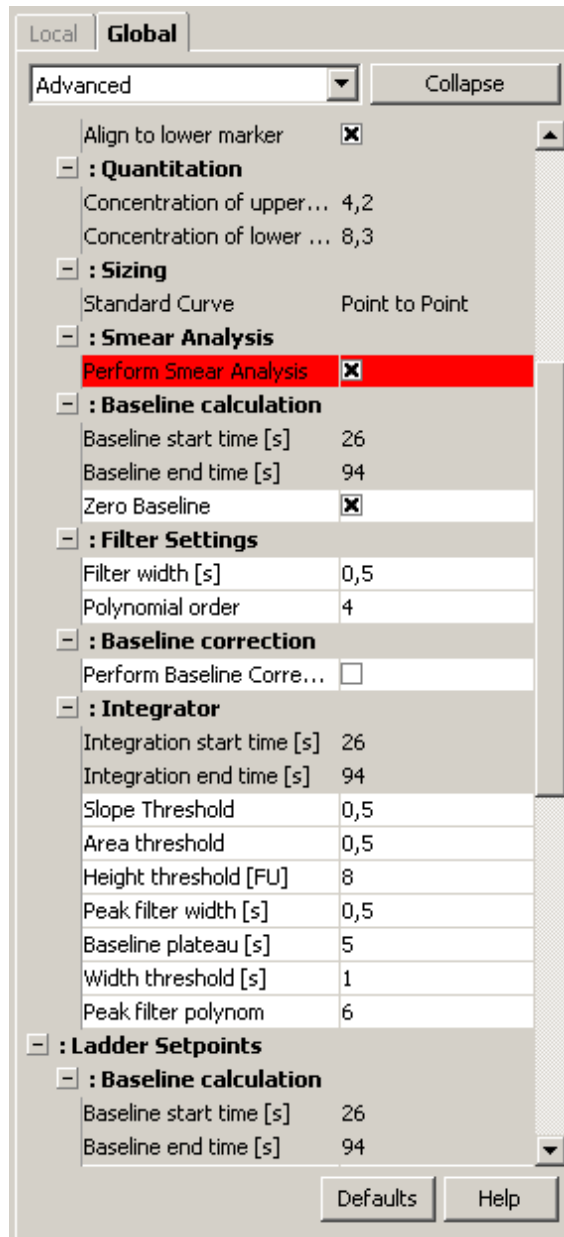 Local Global
Advanced Collapse
Align to lower marker
: Quantitation
Concentration of upper... 4,2
Concentration of lower ... 8,3
: Sizing
Standard Curve Point to Point
: Smear Analysis
Perform Smear Analysis
: Baseline calculation
Baseline start time [s] 26
Baseline end time [s] 94
Zero Baseline
: Filter Settings
Filter width [s] 0,5
Polynomial order 4
: Baseline correction
Perform Baseline Corre...
: Integrator
Integration start time [s] 26
Integration end time [s] 94
Slope Threshold 0,5
Area threshold 0,5
Height threshold [FU] 8
Peak filter width [s] 0,5
Baseline plateau [s] 5
Width threshold [s] 1
Peak filter polynom 6
: Ladder Setpoints
: Baseline calculation
Baseline start time [s] 26
Baseline end time [s] 94
Defaults Help